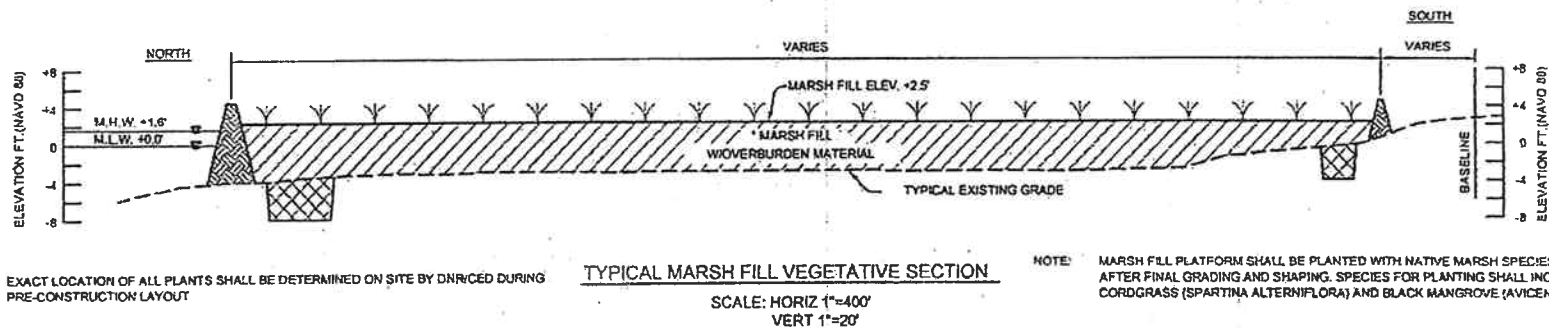 SOUTH
NORTH
VARIES
VARIES
+8
+4
0
-4
-8
ELEVATION FT.(NAVD 88)
M.H.W. +1.6'
M.L.W. +0.0'
MARSH FILL ELEV. +2.5'
* MARSH FILL
W/OVERBURDEN MATERIAL
TYPICAL EXISTING GRADE
BASELINE
+8
+4
0
-4
-8
ELEVATION FT.(NAVD 88)
EXACT LOCATION OF ALL PLANTS SHALL BE DETERMINED ON SITE BY DNR/CED DURING
PRE-CONSTRUCTION LAYOUT
TYPICAL MARSH FILL VEGETATIVE SECTION
SCALE: HORIZ 1"=400'
VERT 1"=20'
NOTE: MARSH FILL PLATFORM SHALL BE PLANTED WITH NATIVE MARSH SPECIES
AFTER FINAL GRADING AND SHAPING. SPECIES FOR PLANTING SHALL INC
CORDGRASS (SPARTINA ALTERNIFLORA) AND BLACK MANGROVE (AVICEN